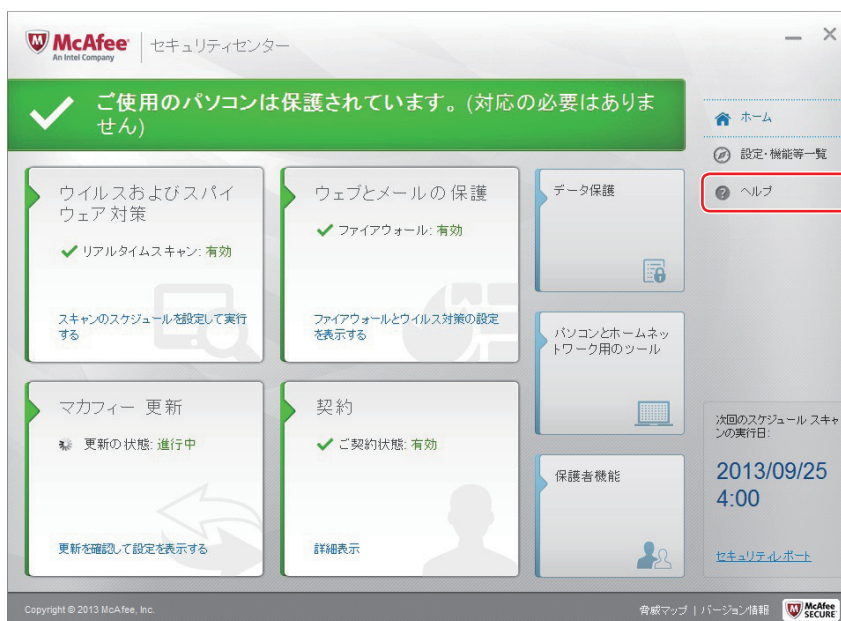 McAfee
An Intel Company
セキュリティセンター
ご使用のパソコンは保護されています。(対応の必要はありま
せん)
ホーム
設定・機能等一覧
ヘルプ
ウイルスおよびスパイ
ウェア対策
リアルタイムスキャン: 有効
スキャンのスケジュールを設定して実行
する
ウェブとメールの保護
ファイアウォール: 有効
ファイアウォールとウイルス対策の設定
を表示する
データ保護
パソコンとホームネッ
トワーク用のツール
マカフィー 更新
更新の状態: 進行中
更新を確認して設定を表示する
契約
ご契約状態: 有効
詳細表示
保護者機能
次回のスケジュール スキャ
ンの実行日:
2013/09/25
4:00
セキュリティレポート
Copyright © 2013 McAfee, Inc.
脅威マップ | バージョン情報
McAfee
SECURE